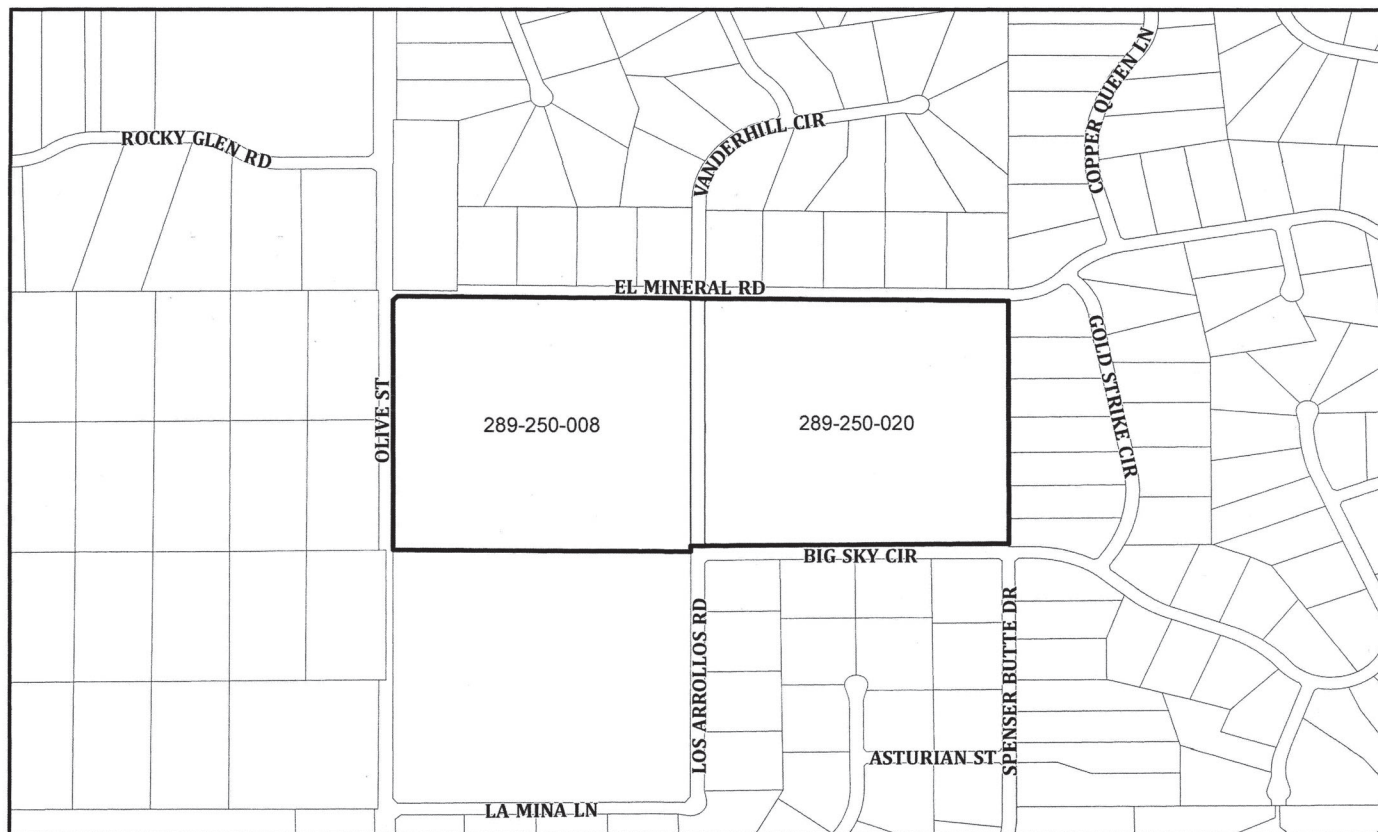 COPPER QUEEN LN
ROCKY GLEN RD
VANDERHILL CIR
EL MINERAL RD
GOLD STRIKE CIR
OLIVE ST
289-250-008
289-250-020
BIG SKY CIR
LOS ARROLLOS RD
SPENSER BUTTE DR
ASTURIAN ST
LA MINA LN